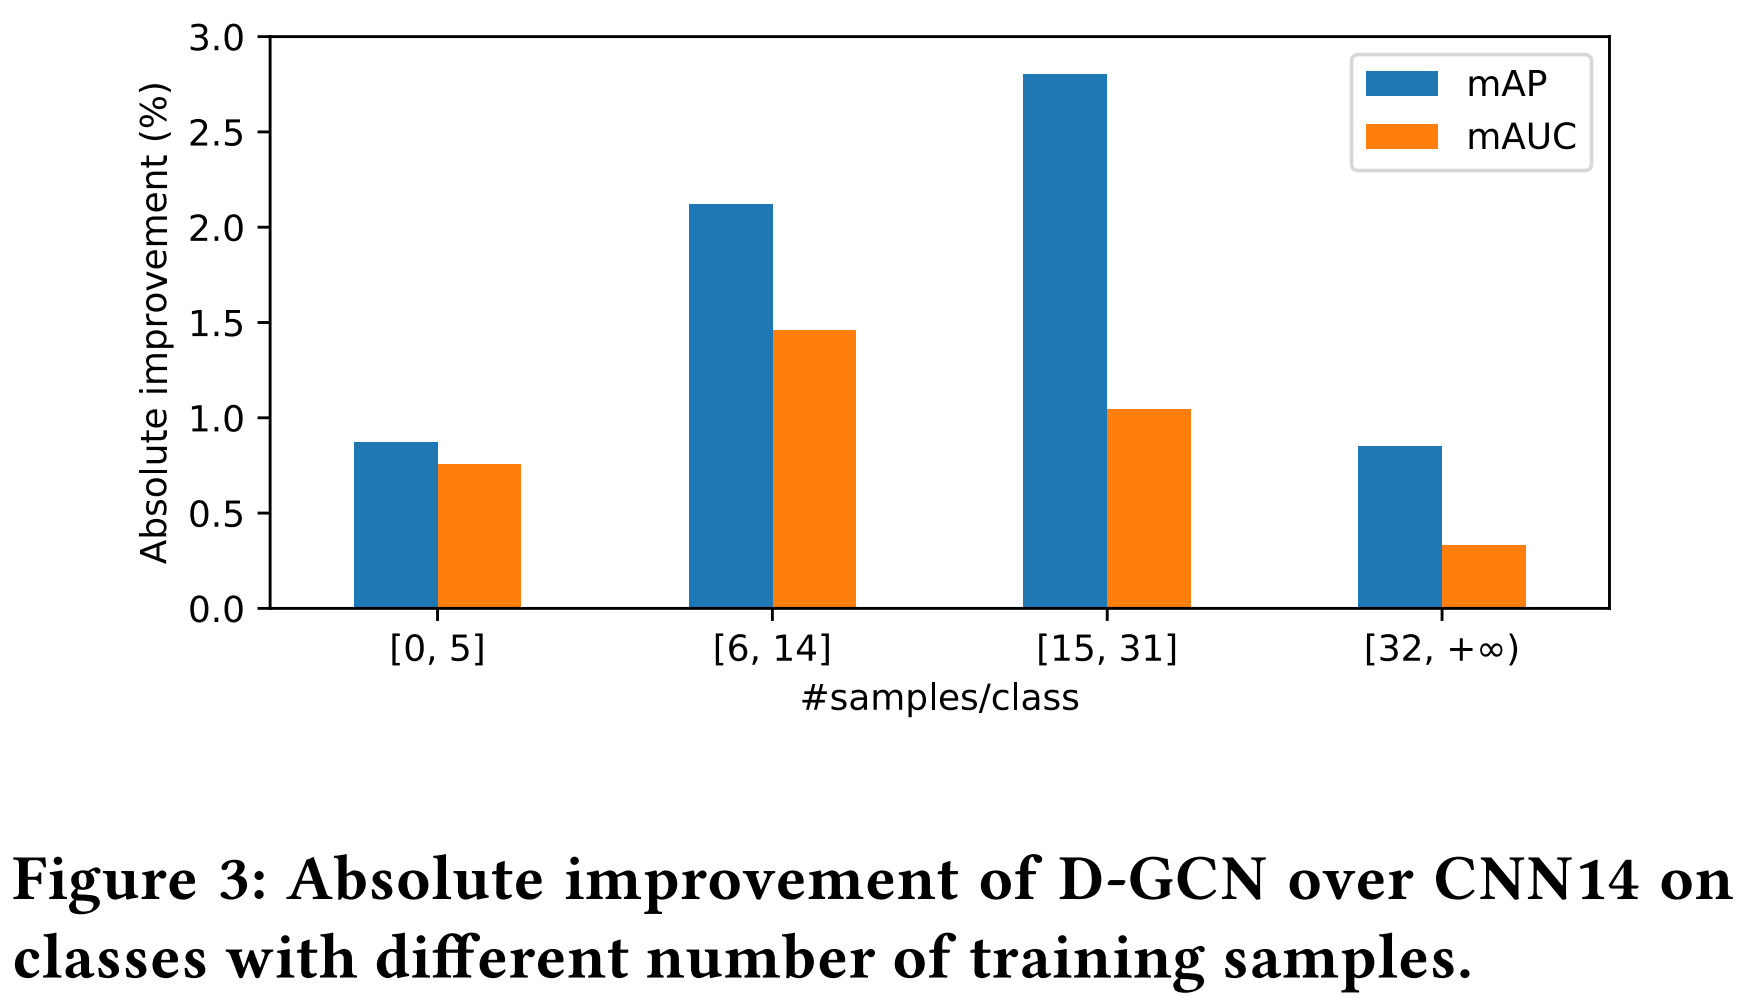 3.0
2.5
2.0
1.5
1.0
0.5
0.0
Absolute improvement (%)
mAP
mAUC
[0, 5]
[6, 14]
[15, 31]
[32, +∞)
#samples/class
Figure 3: Absolute improvement of D-GCN over CNN14 on
classes with different number of training samples.